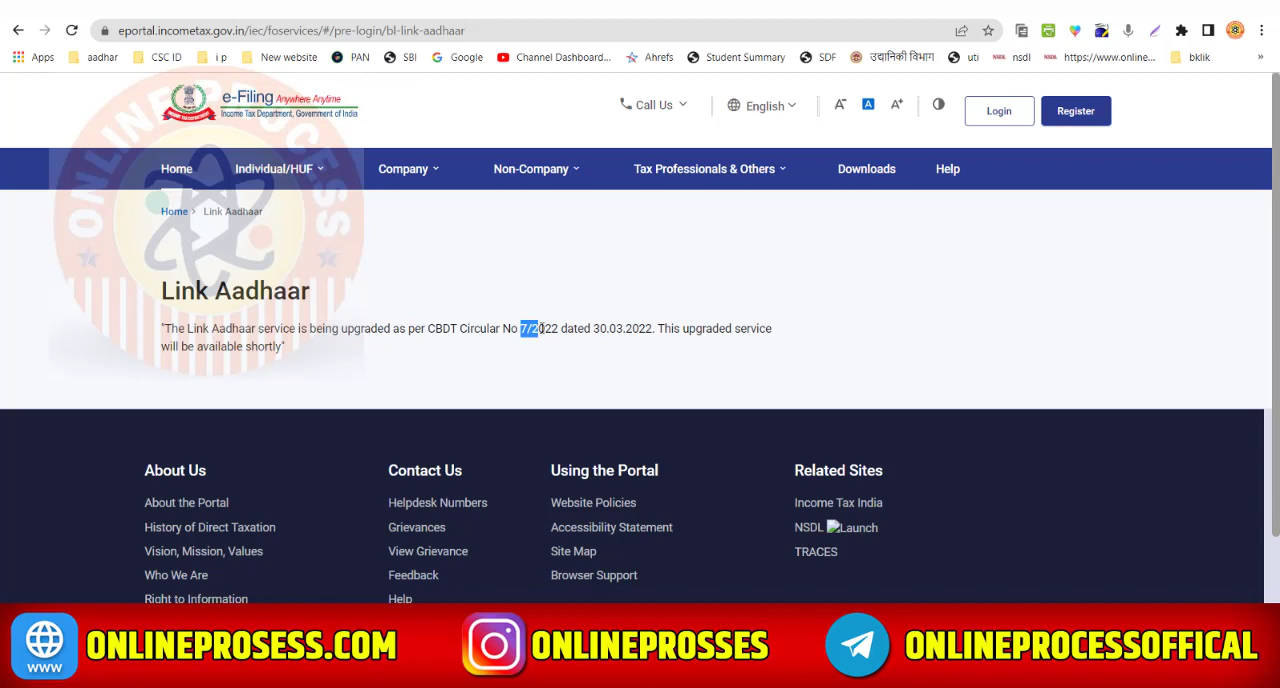 eportal.incometax.gov.in/iec/foservices/#/pre-login/bl-link-aadhaar
Apps aadhar CSC ID i p New website PAN SBI Google Channel Dashboard... Ahrefs Student Summary SDF उद्यानिकी विभाग uti nsdl https://www.online... bklik »
e-Filing Anywhere Anytime
Income Tax Department, Government of India
Call Us English A A A+ Login Register
Home Individual/HUF Company Non-Company Tax Professionals & Others Downloads Help
Home > Link Aadhaar
ONLINE PROCESS
Link Aadhaar
"The Link Aadhaar service is being upgraded as per CBDT Circular No 7/2022 dated 30.03.2022. This upgraded service
will be available shortly"
About Us Contact Us Using the Portal Related Sites
About the Portal Helpdesk Numbers Website Policies Income Tax India
History of Direct Taxation Grievances Accessibility Statement NSDL Launch
Vision, Mission, Values View Grievance Site Map TRACES
Who We Are Feedback Browser Support
Right to Information Help
WWW ONLINEPROSESS.COM ONLINEPROSSES ONLINEPROCESSOFFICAL